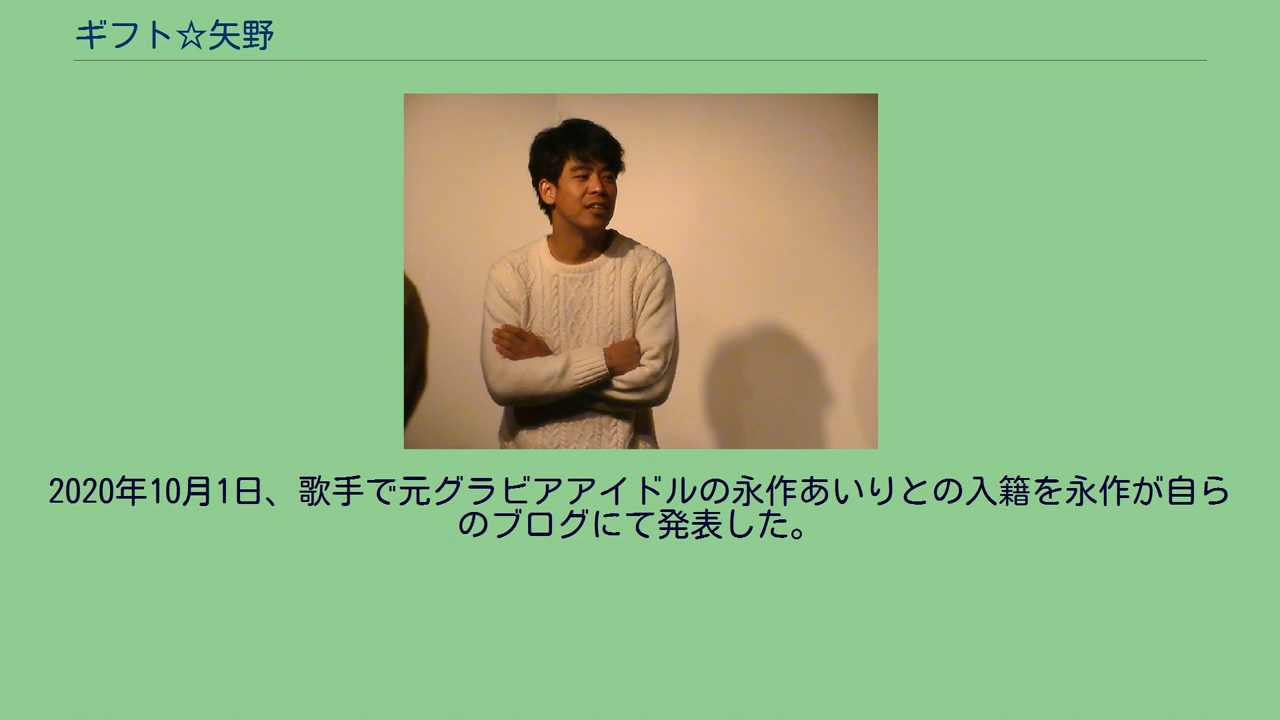 ギフト☆矢野
2020年10月1日、歌手で元グラビアアイドルの永作あいりとの入籍を永作が自ら
のブログにて発表した。